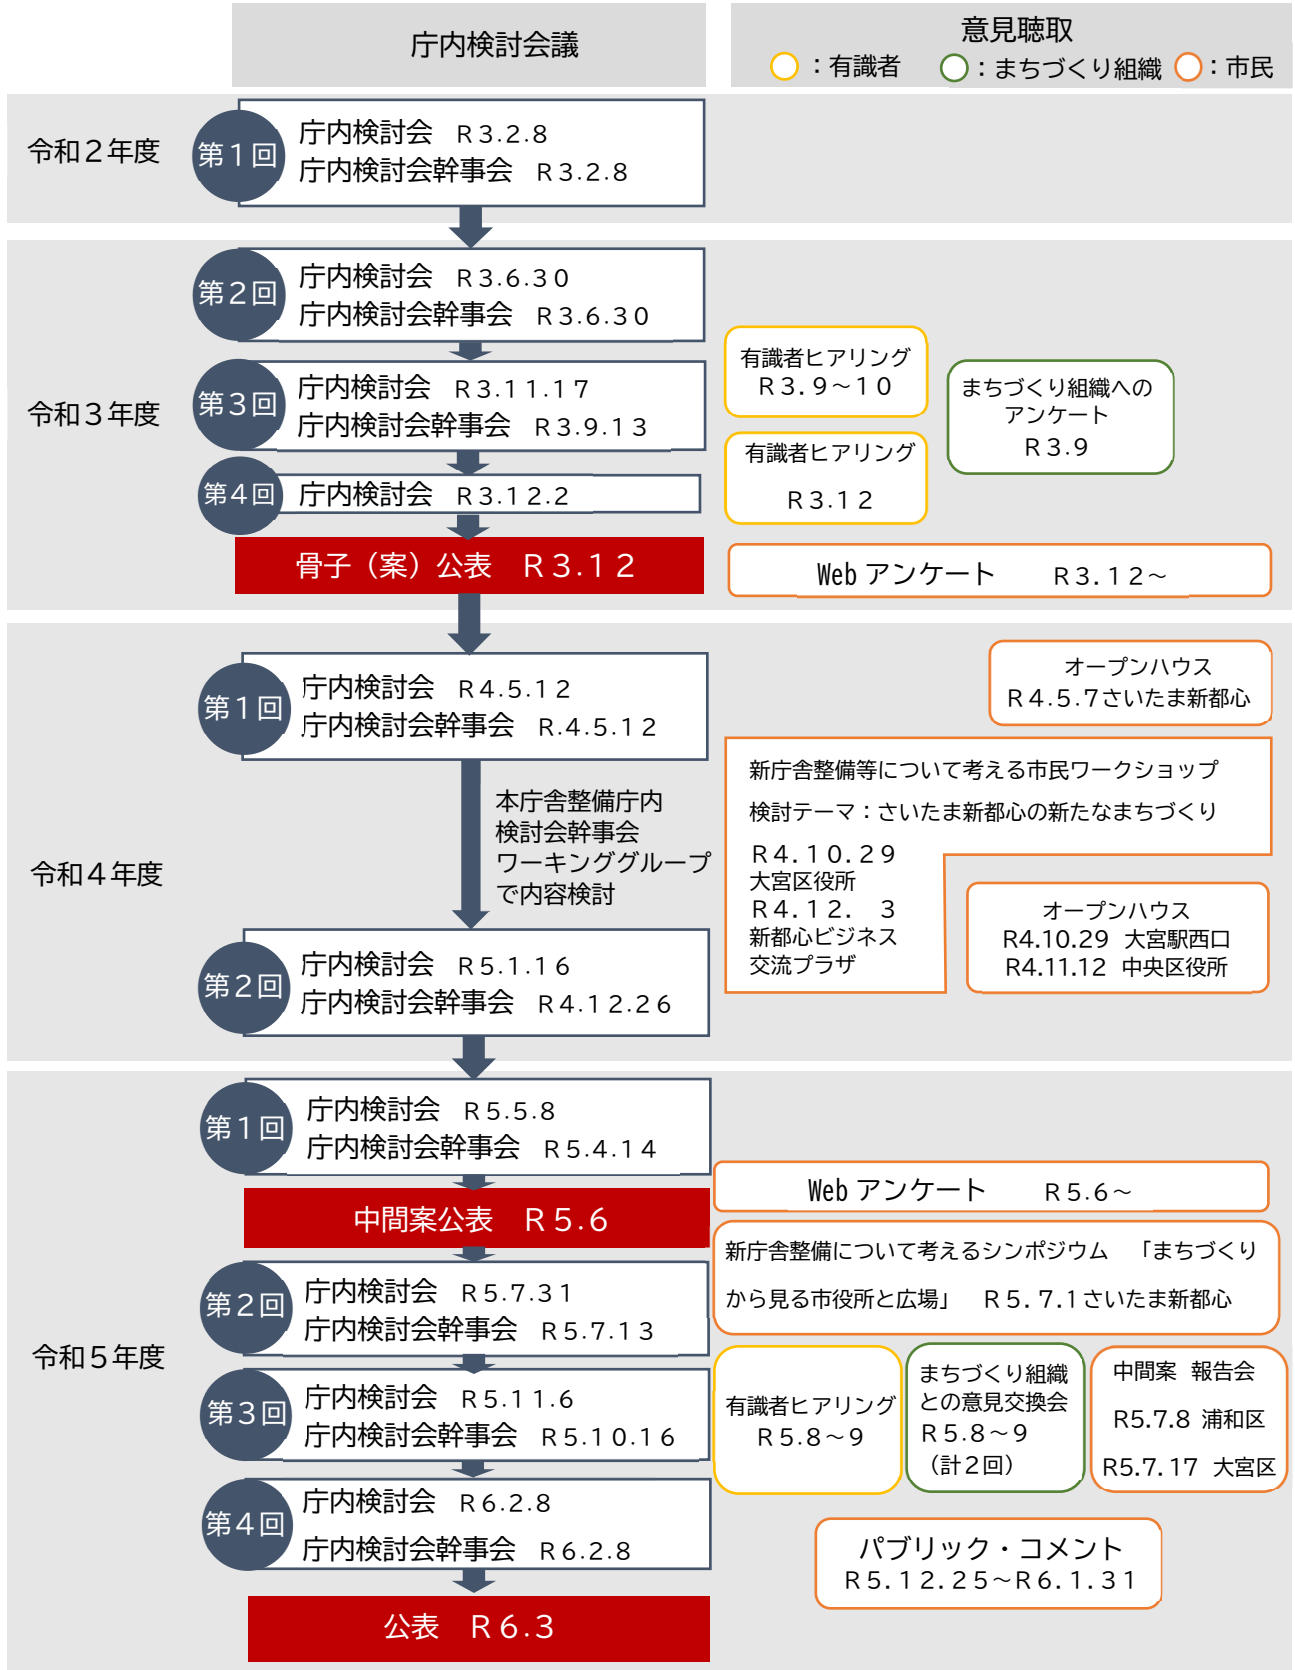 庁内検討会議
意見聴取
：有識者　：まちづくり組織　：市民
令和２年度
第１回
庁内検討会　Ｒ３.２.８
庁内検討会幹事会　Ｒ３.２.８
令和３年度
第２回
庁内検討会　Ｒ３.６.３０
庁内検討会幹事会　Ｒ３.６.３０
第３回
庁内検討会　Ｒ３.１１.１７
庁内検討会幹事会　Ｒ３.９.１３
第４回
庁内検討会　Ｒ３.１２.２
骨子（案）公表　Ｒ３.１２
有識者ヒアリング
Ｒ３.９～１０
まちづくり組織への
アンケート
Ｒ３.９
有識者ヒアリング
Ｒ３.１２
Web アンケート　Ｒ３.１２～
令和４年度
第１回
庁内検討会　Ｒ４.５.１２
庁内検討会幹事会　Ｒ.４.５.１２
本庁舎整備庁内
検討会幹事会
ワーキンググループ
で内容検討
第２回
庁内検討会　Ｒ５.１.１６
庁内検討会幹事会　Ｒ４.１２.２６
オープンハウス
Ｒ４.５.７さいたま新都心
新庁舎整備等について考える市民ワークショップ
検討テーマ：さいたま新都心の新たなまちづくり
Ｒ４.１０.２９
大宮区役所
Ｒ４.１２.　３
新都心ビジネス
交流プラザ
オープンハウス
R4.10.29　大宮駅西口
R4.11.12　中央区役所
令和５年度
第１回
庁内検討会　Ｒ５.５.８
庁内検討会幹事会　Ｒ５.４.１４
中間案公表　Ｒ５.６
第２回
庁内検討会　Ｒ５.７.３１
庁内検討会幹事会　Ｒ５.７.１３
第３回
庁内検討会　Ｒ５.１１.６
庁内検討会幹事会　Ｒ５.１０.１６
第４回
庁内検討会　Ｒ６.２.８
庁内検討会幹事会　Ｒ６.２.８
公表　Ｒ６.３
Web アンケート　Ｒ５.６～
新庁舎整備について考えるシンポジウム　「まちづくり
から見る市役所と広場」　Ｒ５.７.１さいたま新都心
有識者ヒアリング
Ｒ５.８～９
まちづくり組織
との意見交換会
Ｒ５.８～９
（計２回）
中間案　報告会
R5.7.8　浦和区
R5.7.17　大宮区
パブリック・コメント
Ｒ５.１２.２５～Ｒ６.１.３１